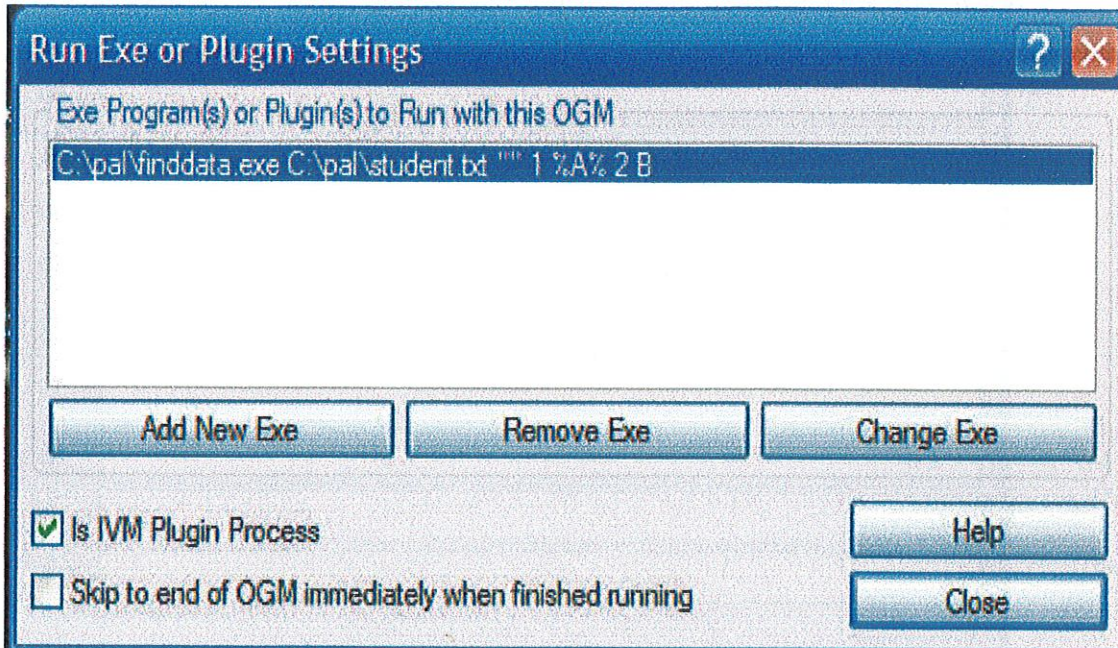 Run Exe or Plugin Settings
Exe Program(s) or Plugin(s) to Run with this OGM
C:\pal\finddata.exe C:\pal\student.txt "" 1 %A% 2 B
Add New Exe
Remove Exe
Change Exe
Is IVM Plugin Process
Help
Skip to end of OGM immediately when finished running
Close